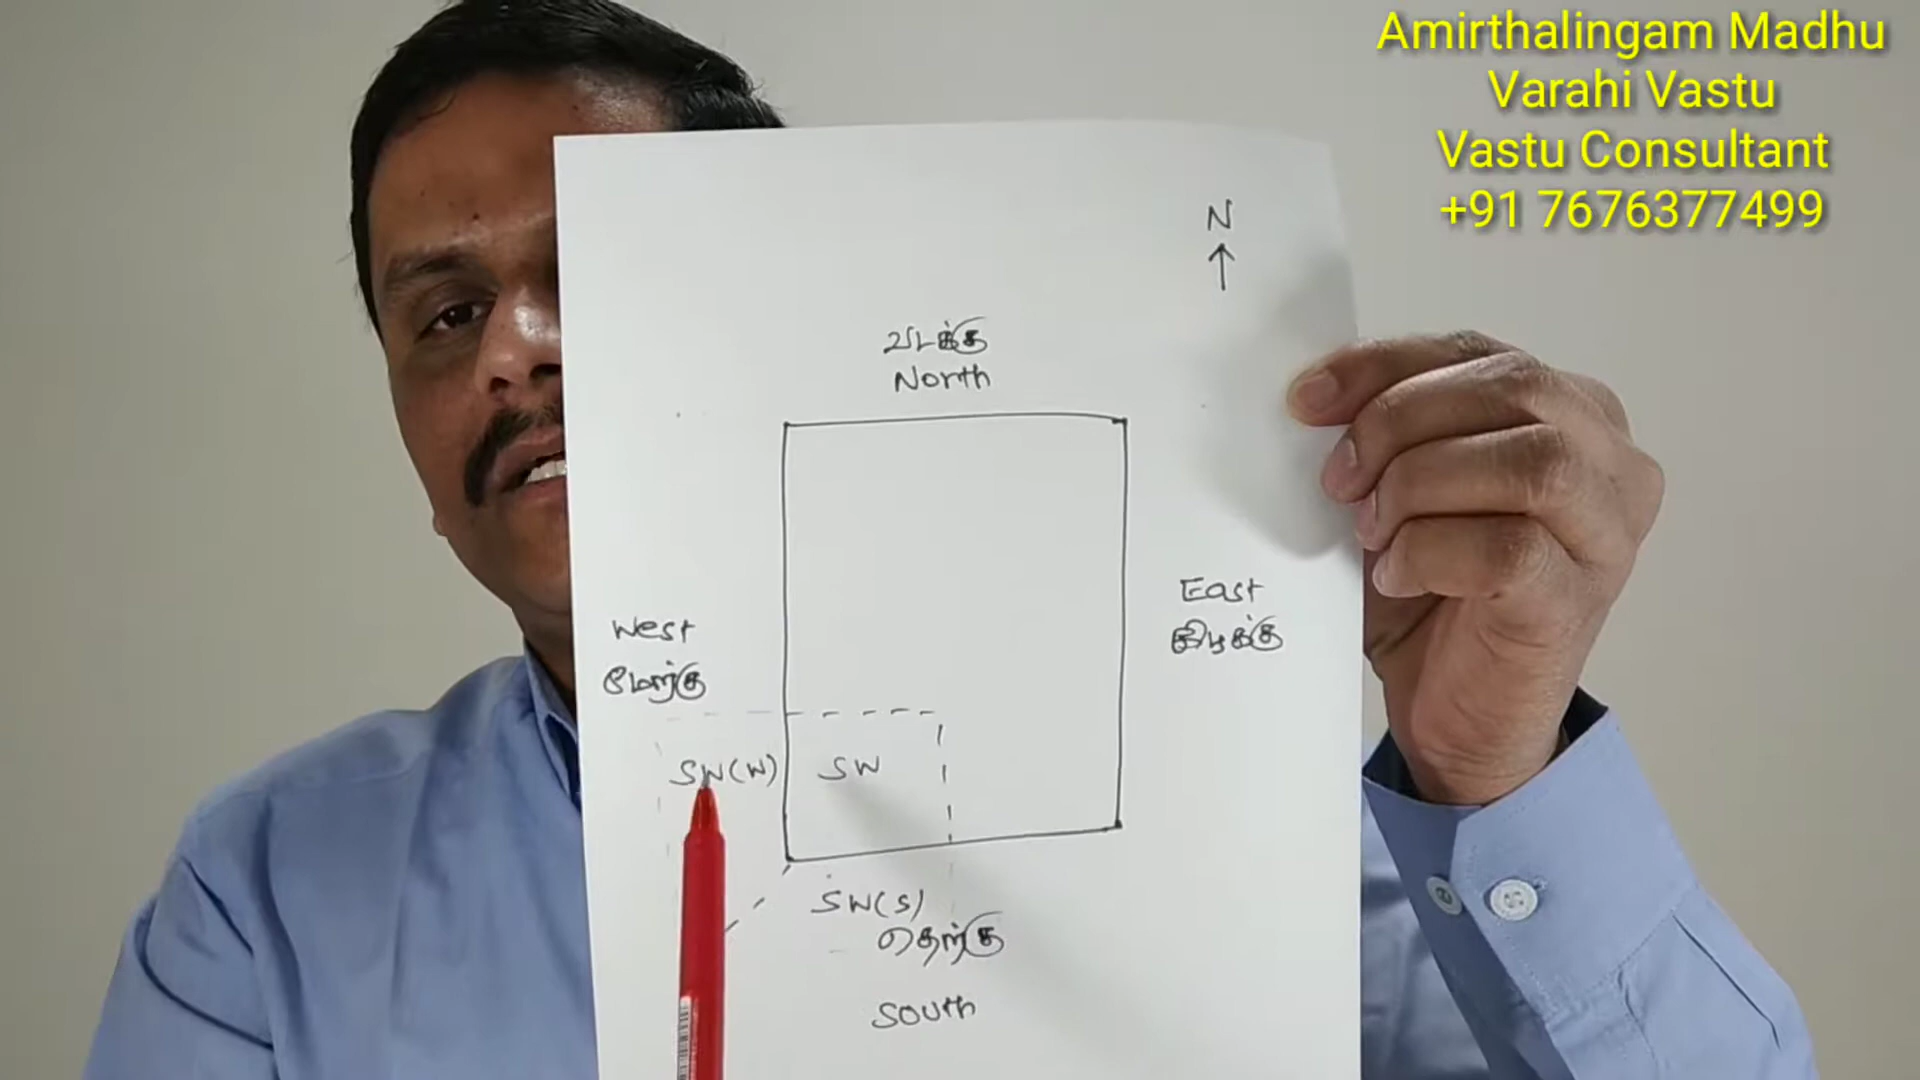 Amirthalingam Madhu
Varahi Vastu
Vastu Consultant
+91 7676377499
N
வடக்கு
North
East
கிழக்கு
West
மேற்கு
SW(W)
SW
SW(S)
தெற்கு
South